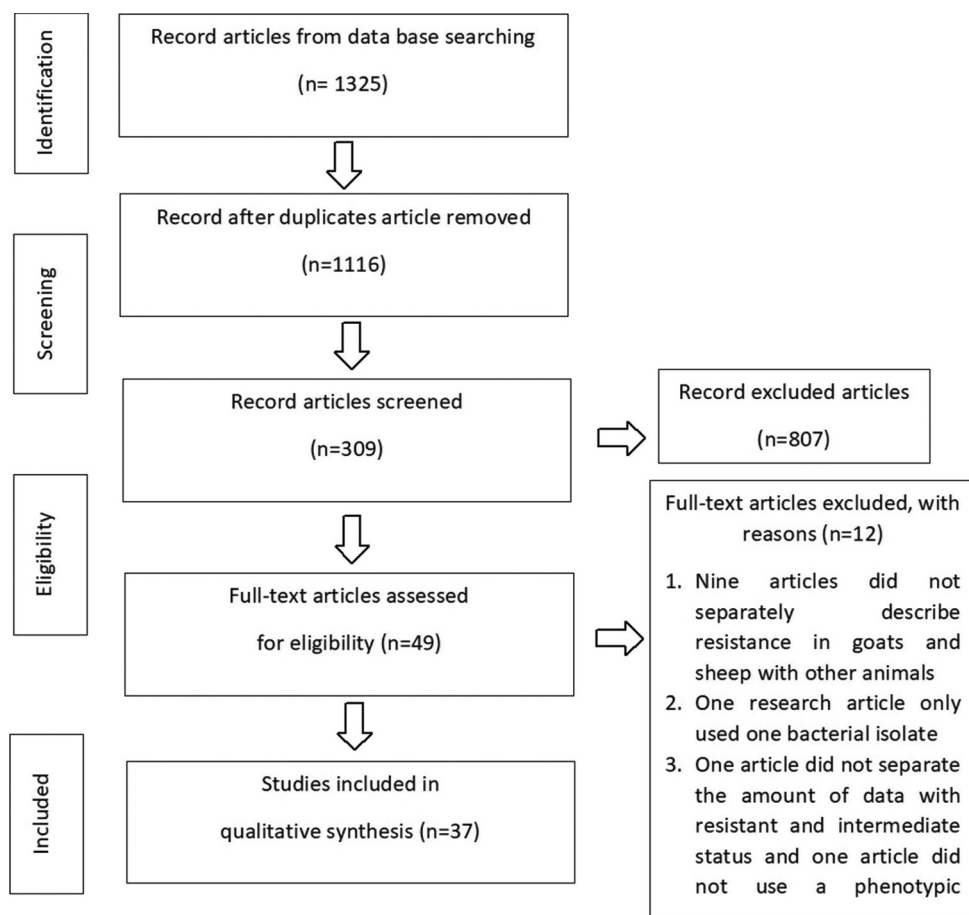 Identification
Record articles from data base searching
(n= 1325)
Record after duplicates article removed
(n=1116)
Screening
Record articles screened
(n=309)
Record excluded articles
(n=807)
Eligibility
Full-text articles assessed
for eligibility (n=49)
Full-text articles excluded, with
reasons (n=12)
1. Nine articles did not
separately describe
resistance in goats and
sheep with other animals
2. One research article only
used one bacterial isolate
3. One article did not separate
the amount of data with
resistant and intermediate
status and one article did
not use a phenotypic
Included
Studies included in
qualitative synthesis (n=37)